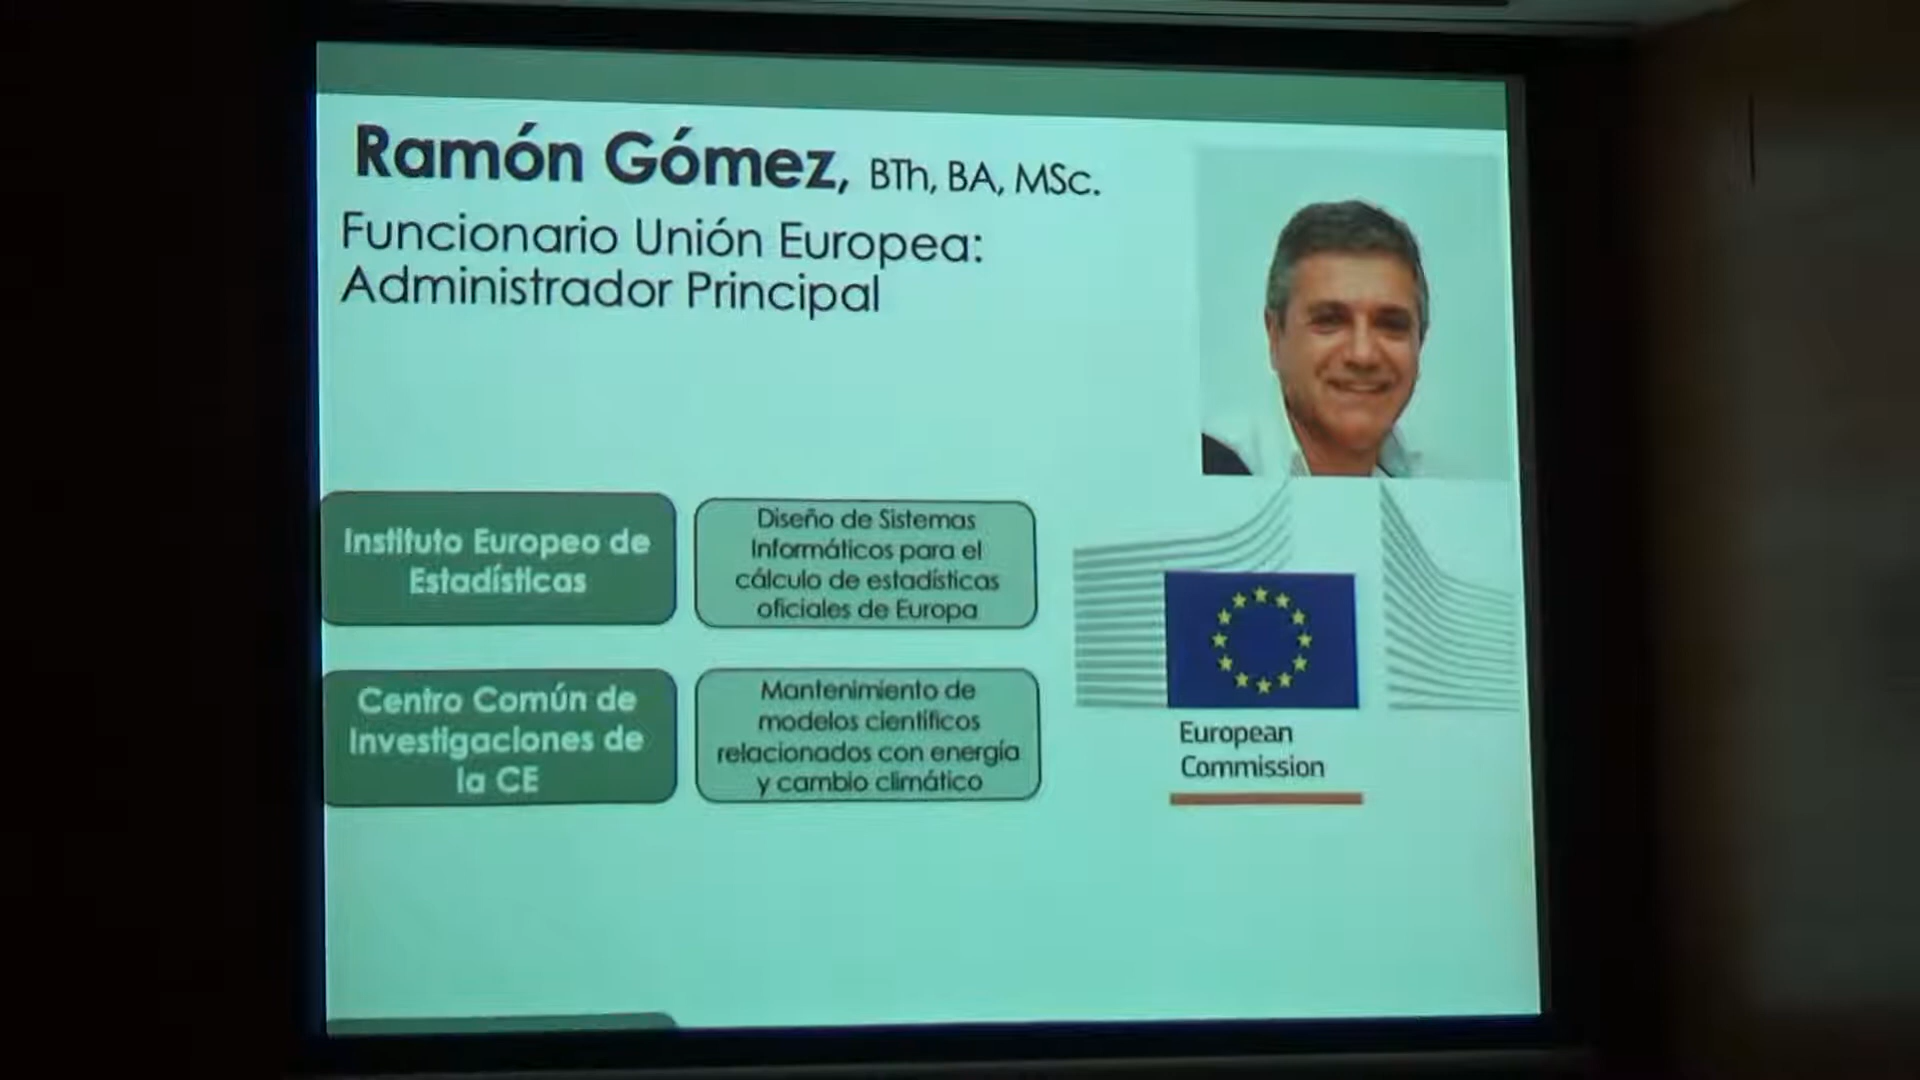 Ramón Gómez, BTh, BA, MSc.
Funcionario Unión Europea:
Administrador Principal
Instituto Europeo de
Estadísticas
Diseño de Sistemas
Informáticos para el
cálculo de estadísticas
oficiales de Europa
Centro Común de
Investigaciones de
la CE
Mantenimiento de
modelos científicos
relacionados con energía
y cambio climático
European
Commission